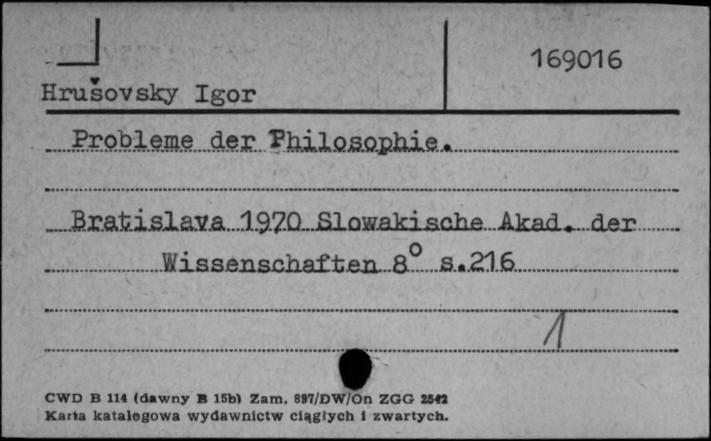 169016
Hrušovsky Igor
Probleme der Philosophie.
Bratislava 1970 Slowakische Akad. der
Wissenschaften 8° s.216
1
CWD B 114 (dawny B 15b) Zam. 897/DW/On ZGG 2542
Karta katalogowa wydawnictw ciągłych i zwartych.